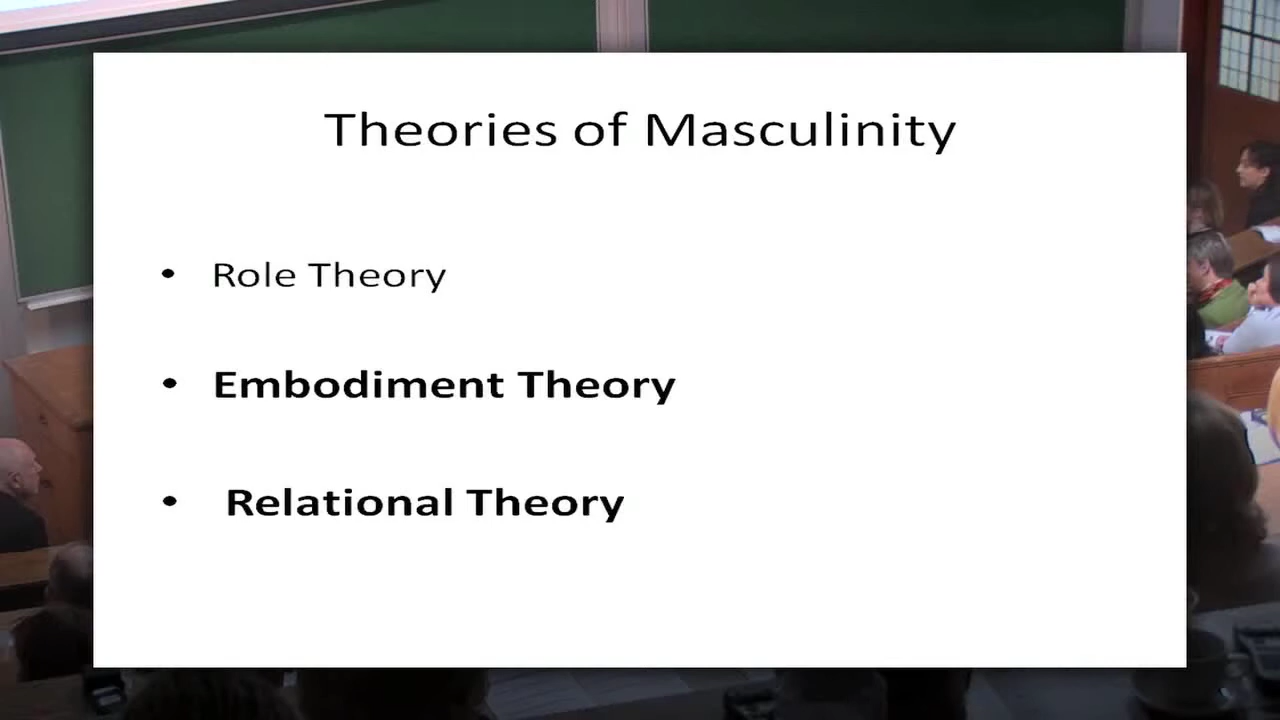 Theories of Masculinity
• Role Theory
• Embodiment Theory
• Relational Theory